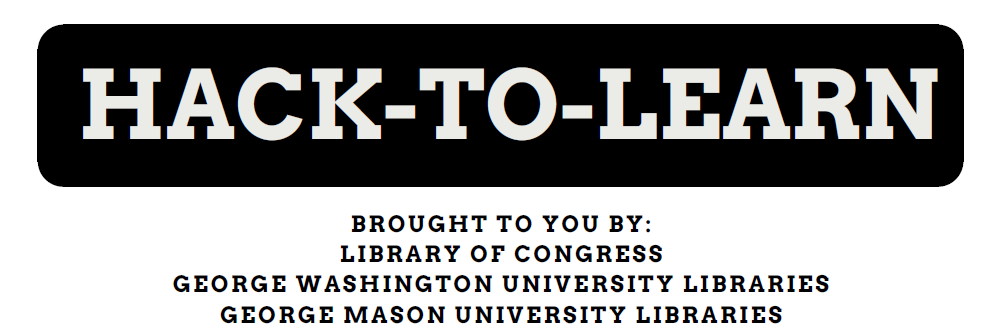 HACK-TO-LEARN
BROUGHT TO YOU BY:
LIBRARY OF CONGRESS
GEORGE WASHINGTON UNIVERSITY LIBRARIES
GEORGE MASON UNIVERSITY LIBRARIES